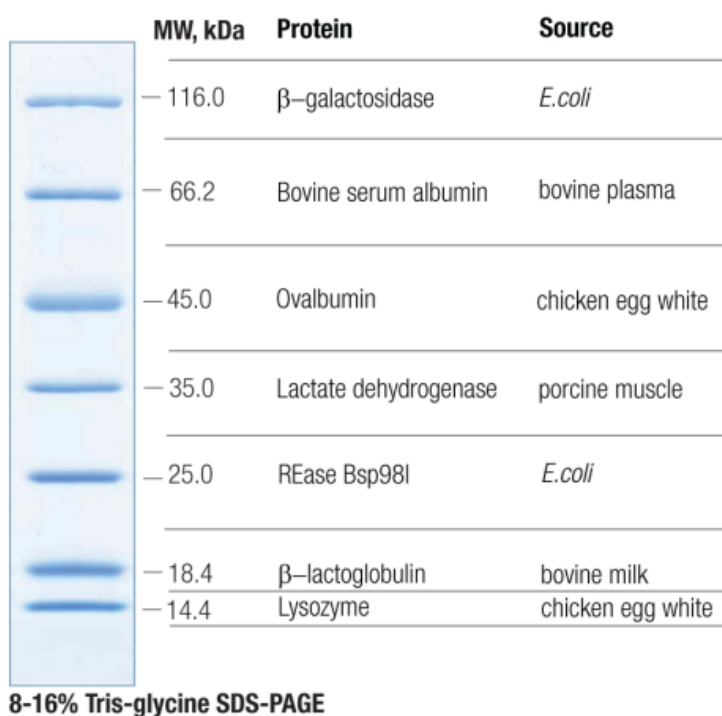 MW, kDa Protein Source
116.0 β–galactosidase E.coli
66.2 Bovine serum albumin bovine plasma
45.0 Ovalbumin chicken egg white
35.0 Lactate dehydrogenase porcine muscle
25.0 REase Bsp98I E.coli
18.4 β–lactoglobulin bovine milk
14.4 Lysozyme chicken egg white
8-16% Tris-glycine SDS-PAGE